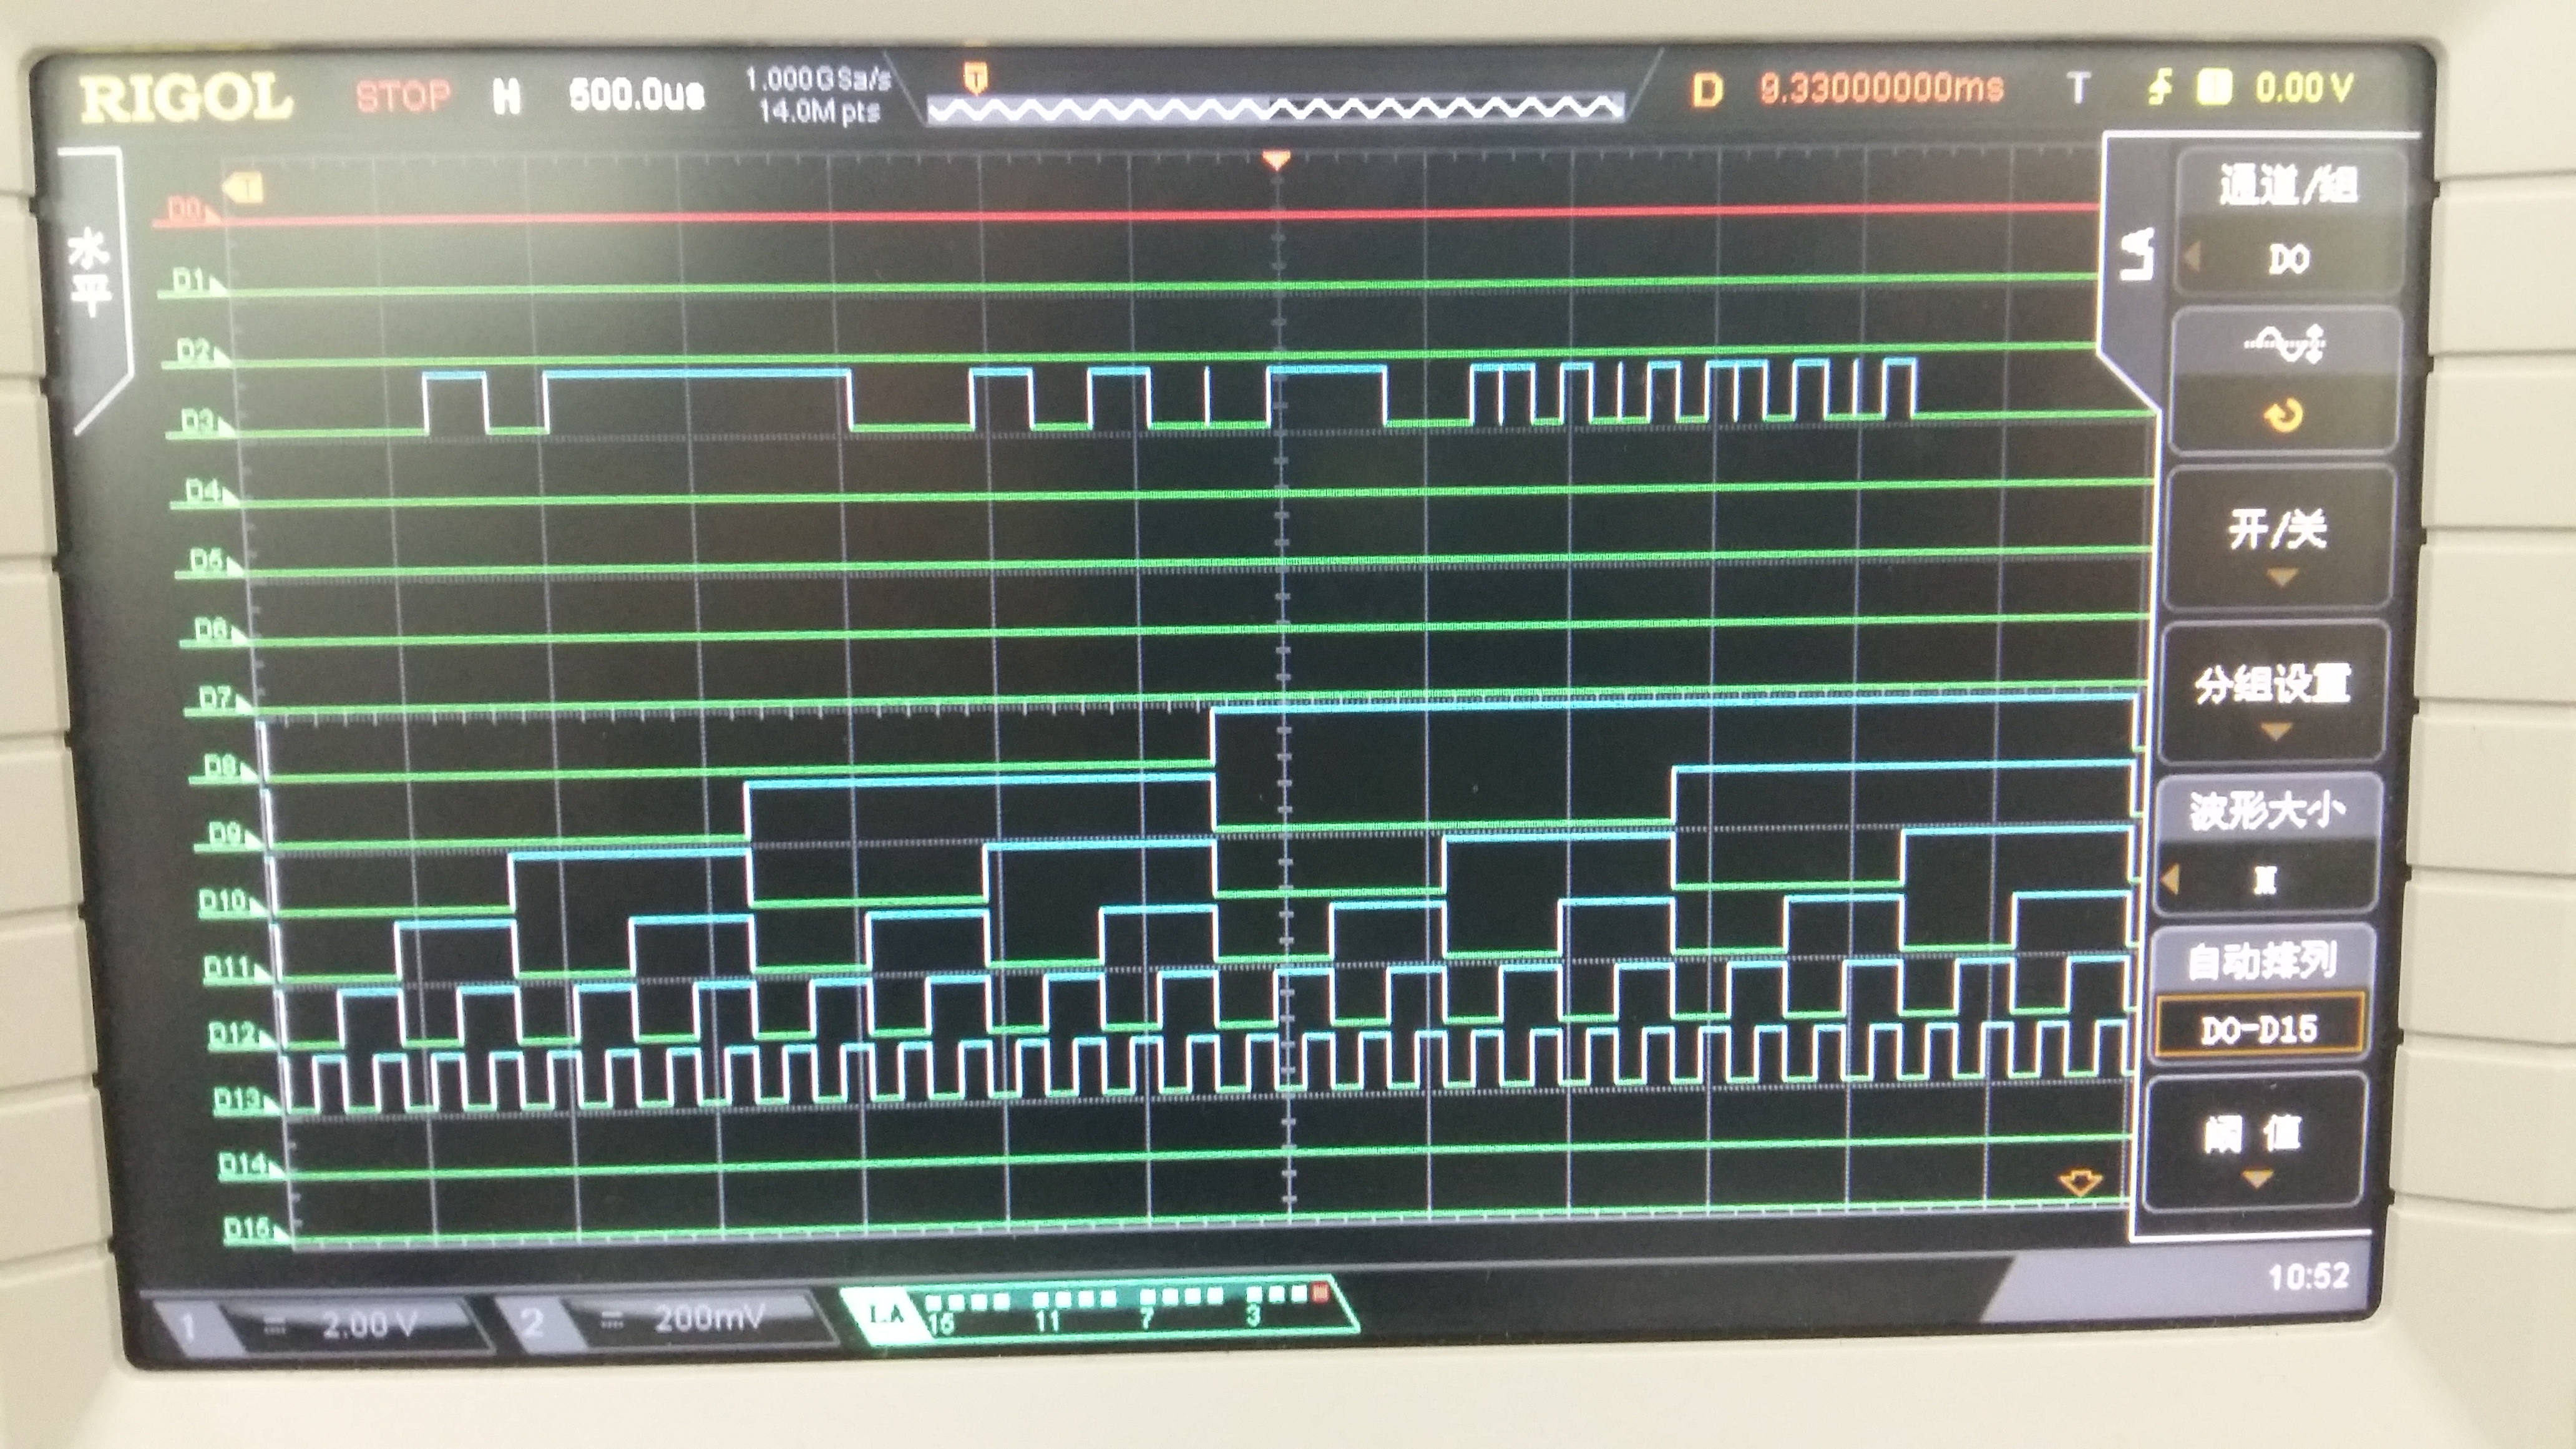 RIGOL STOP H 500.0us 1.000GSa/s 14.0M pts D 9.33000000ms T 0.00 V
水平
D0
D1
D2
D3
D4
D5
D6
D7
D8
D9
D10
D11
D12
D13
D14
D15
LA
通道/组
D0
开/关
分组设置
波形大小
M
自动排列
D0-D15
阈值
1 2.00 V 2 200mV LA 15 11 7 3
10:52